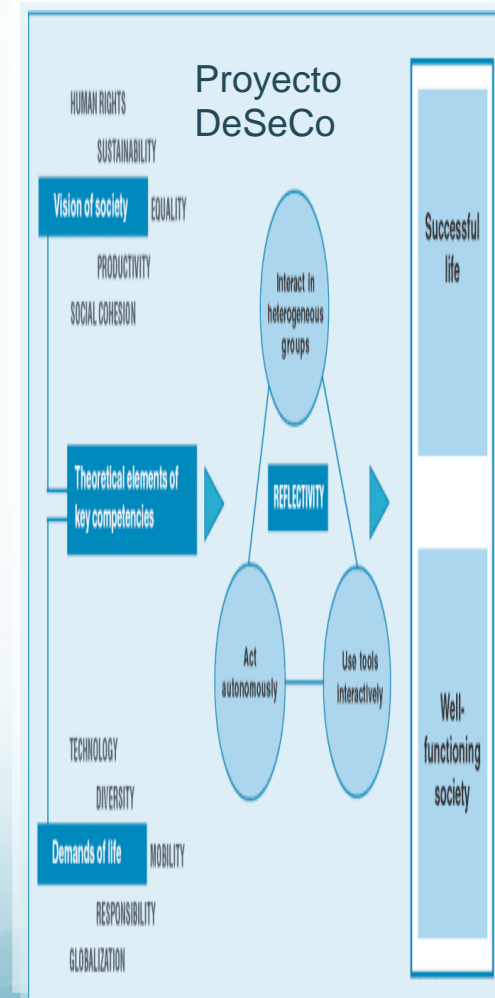 Proyecto
DeSeCo
HUMAN RIGHTS
SUSTAINABILITY
Vision of society
EQUALITY
PRODUCTIVITY
SOCIAL COHESION
Theoretical elements of
key competencies
TECHNOLOGY
DIVERSITY
Demands of life
MOBILITY
RESPONSIBILITY
GLOBALIZATION
Interact in
heterogeneous
groups
REFLECTIVITY
Act
autonomously
Use tools
interactively
Successful
life
Well-
functioning
society